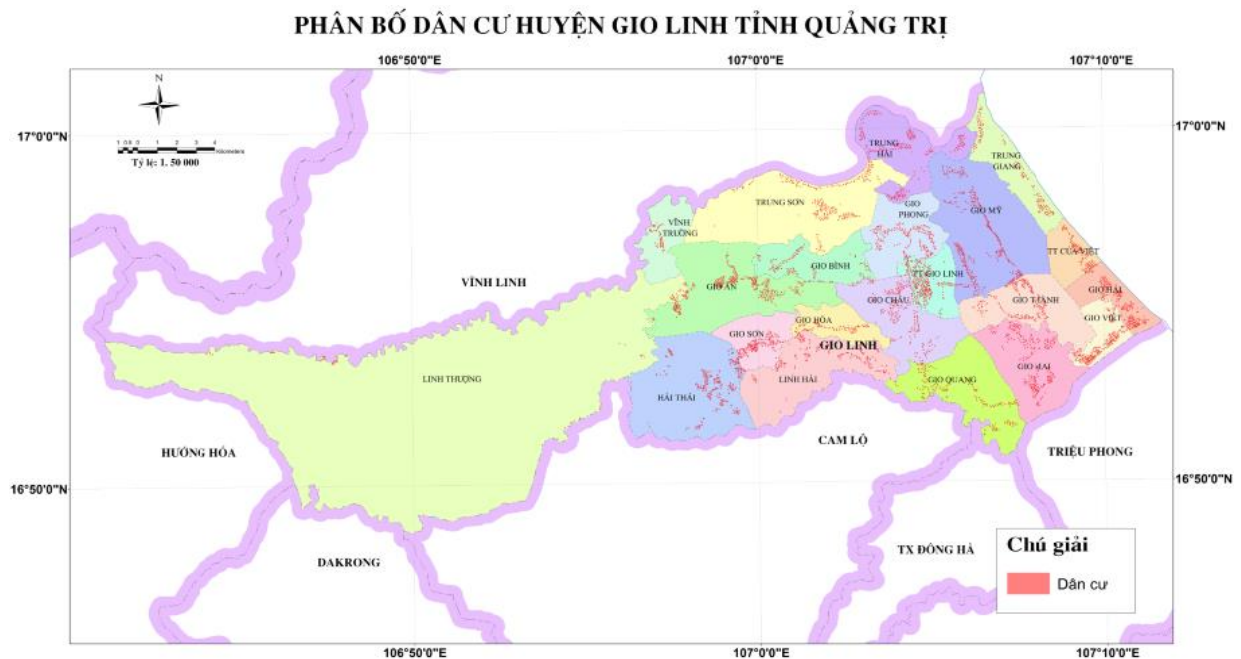 PHÂN BỐ DÂN CƯ HUYỆN GIO LINH TỈNH QUẢNG TRỊ
106°50'0"E
107°0'0"E
107°10'0"E
N
17°0'0"N
17°0'0"N
Kilometers
Tỷ lệ: 1. 50 000
TRUNG
HẢI
TRUNG
GIANG
TRUNG SƠN
GIO
PHONG
GIO MỸ
VĨNH
TRƯỜNG
TT CỬA VIỆT
VĨNH LINH
GIO BÌNH
TT GIO LINH
GIO AN
GIO HẢI
GIO CHÂU
GIO THÀNH
GIO HÒA
GIO VIỆT
GIO SƠN
GIO LINH
GIO MAI
LINH THƯỢNG
LINH HẢI
GIO QUANG
HẢI THÁI
CAM LỘ
HƯỚNG HÓA
TRIỆU PHONG
16°50'0"N
16°50'0"N
DAKRONG
TX ĐÔNG HÀ
Chú giải
Dân cư
106°50'0"E
107°0'0"E
107°10'0"E